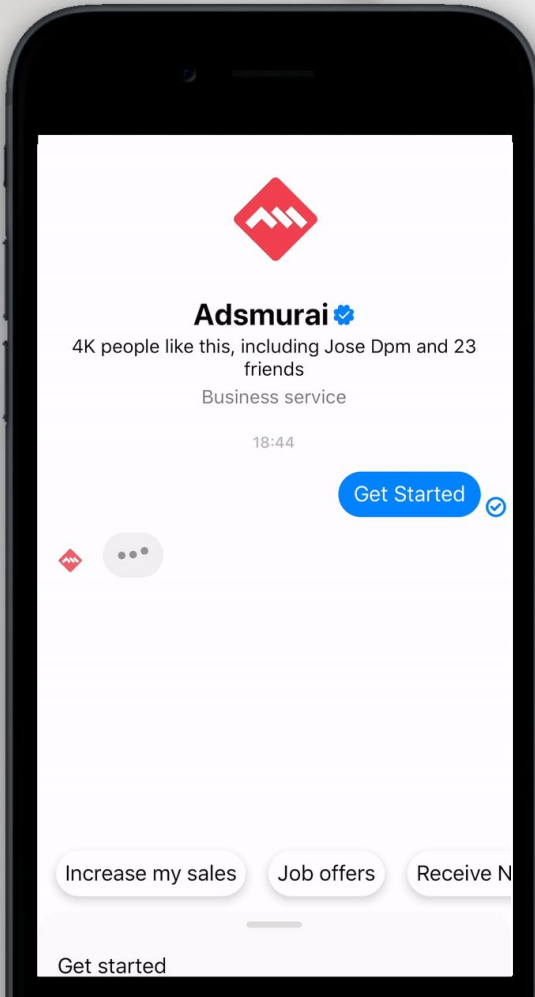 Adsmurai
4K people like this, including Jose Dpm and 23
friends
Business service
18:44
Get Started
Increase my sales
Job offers
Receive N
Get started